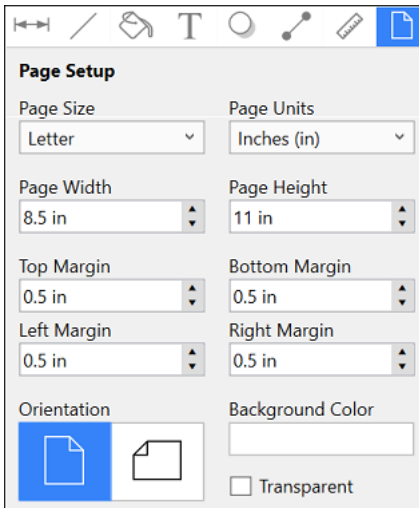 T
Page Setup
Page Size Page Units
Letter Inches (in)
Page Width Page Height
8.5 in 11 in
Top Margin Bottom Margin
0.5 in 0.5 in
Left Margin Right Margin
0.5 in 0.5 in
Orientation Background Color
Transparent